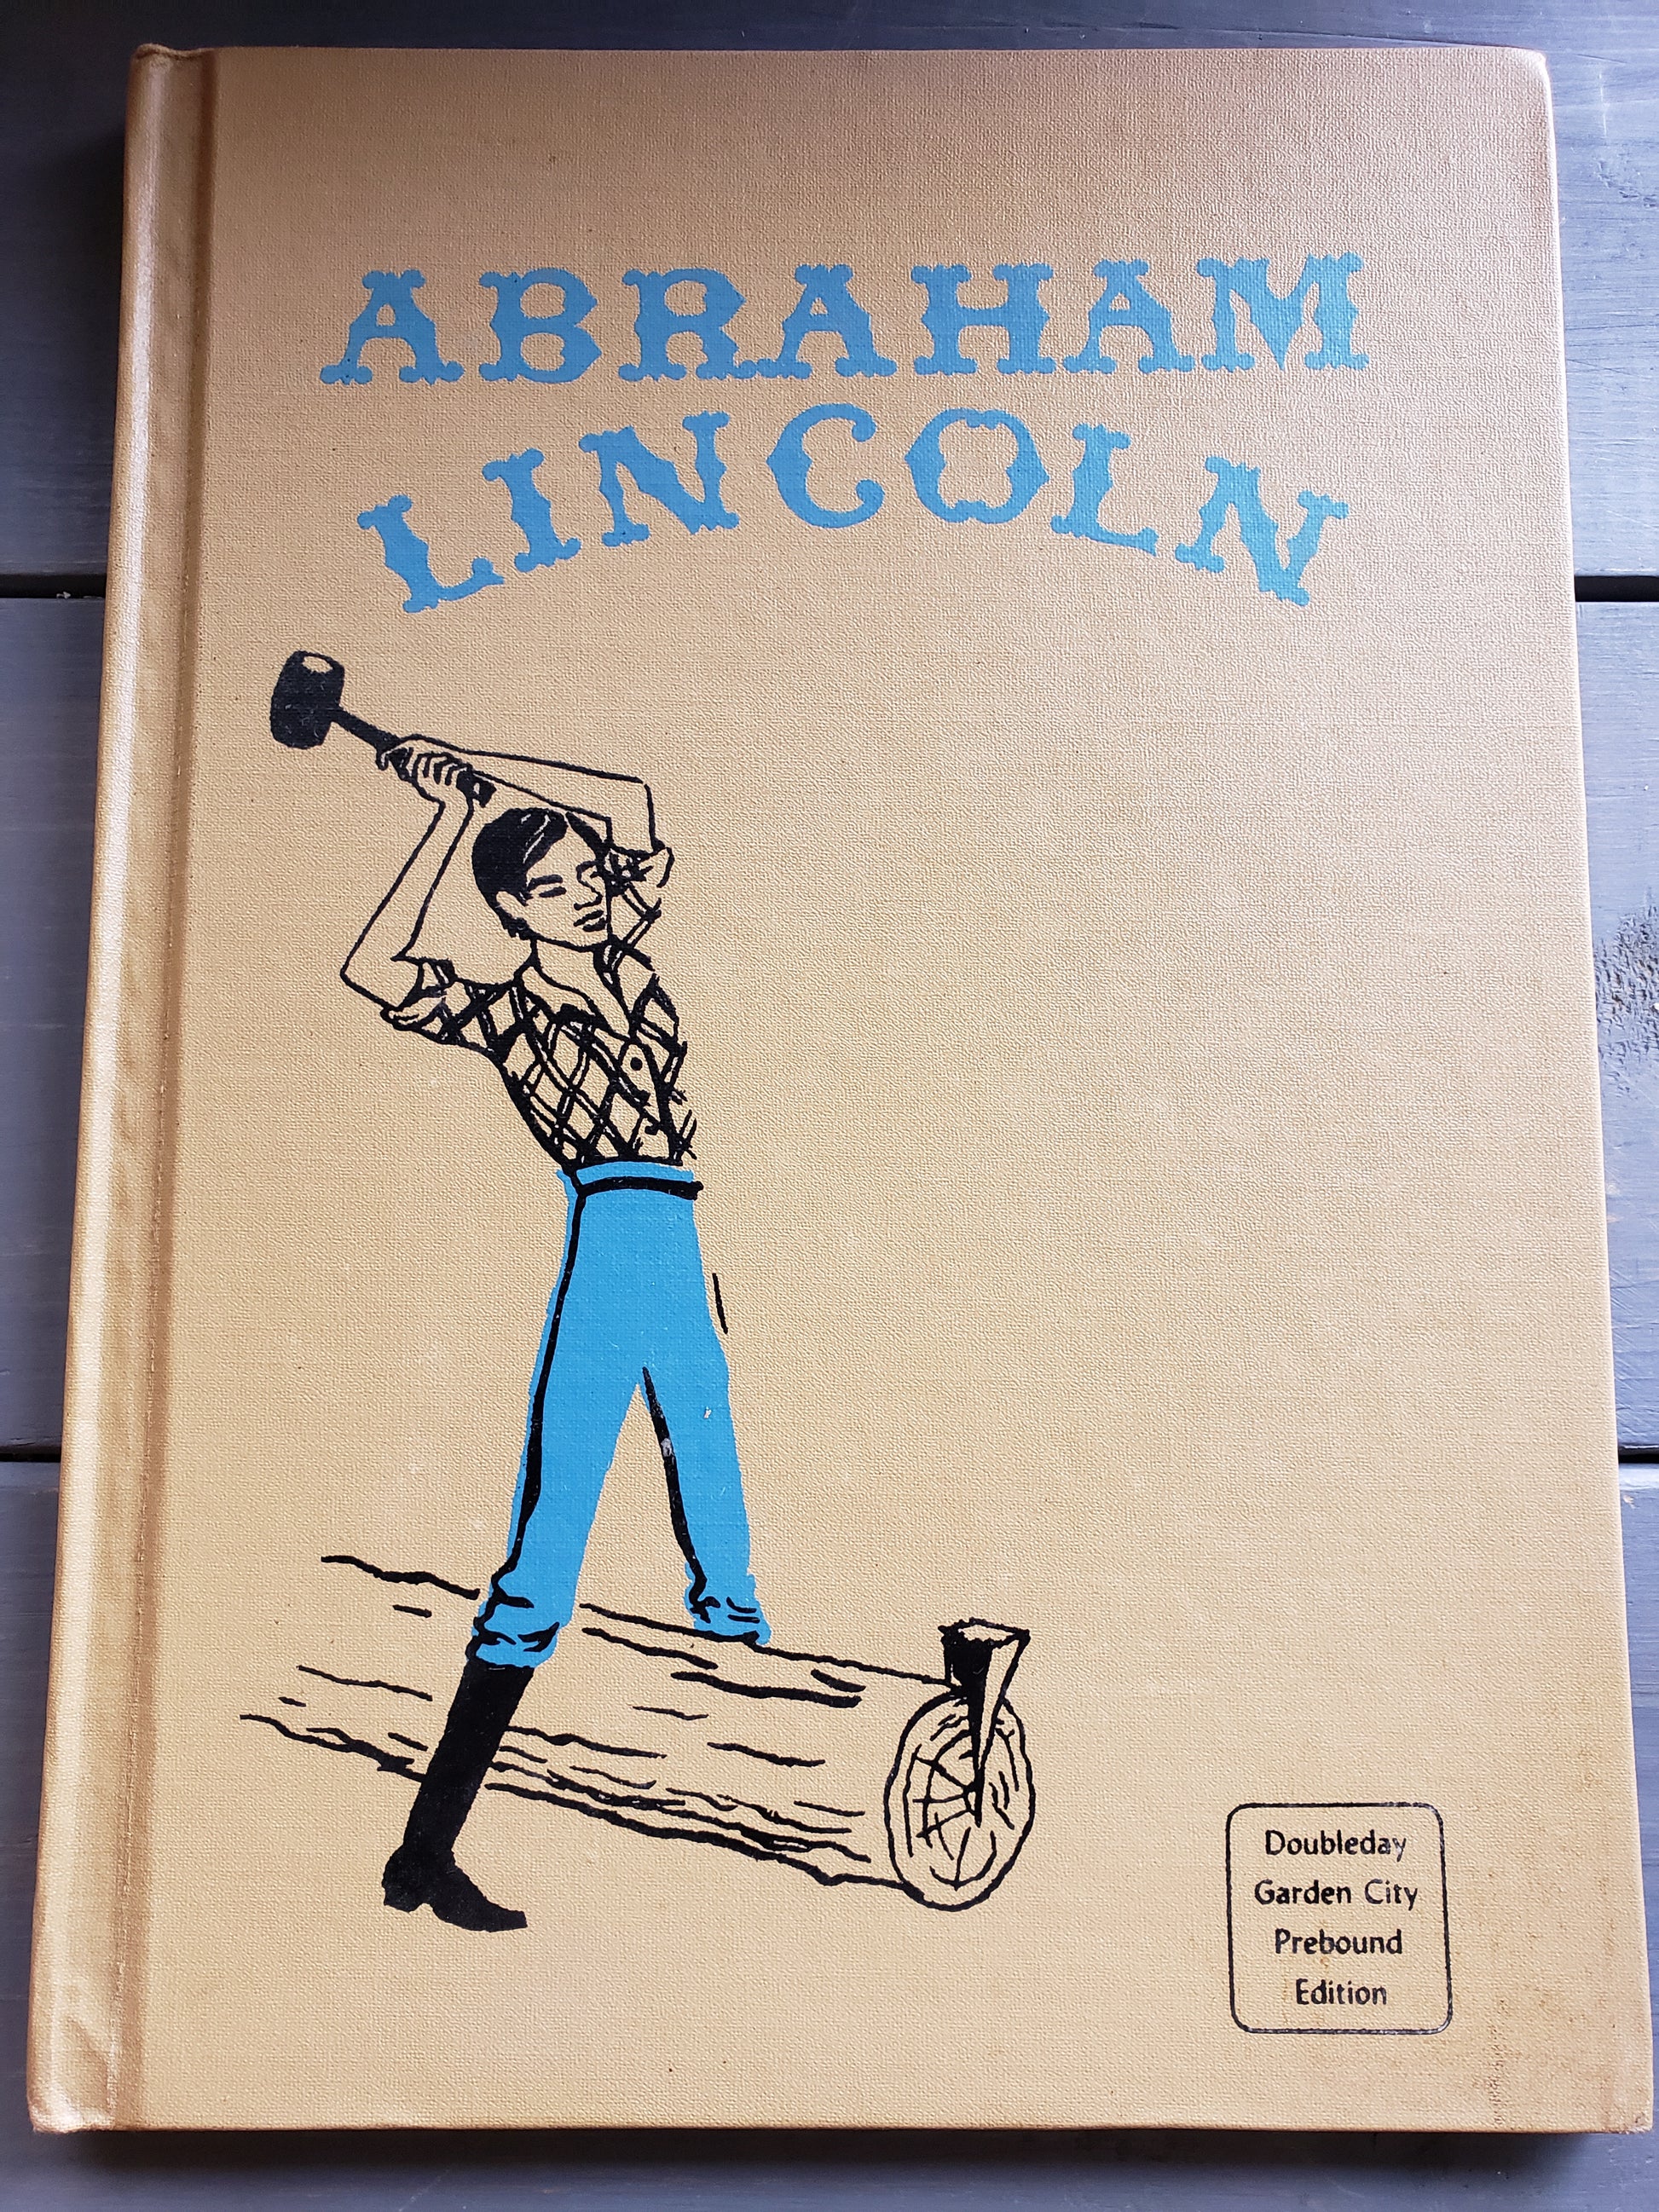 ABRAHAM
LINCOLN
Doubleday
Garden City
Prebound
Edition